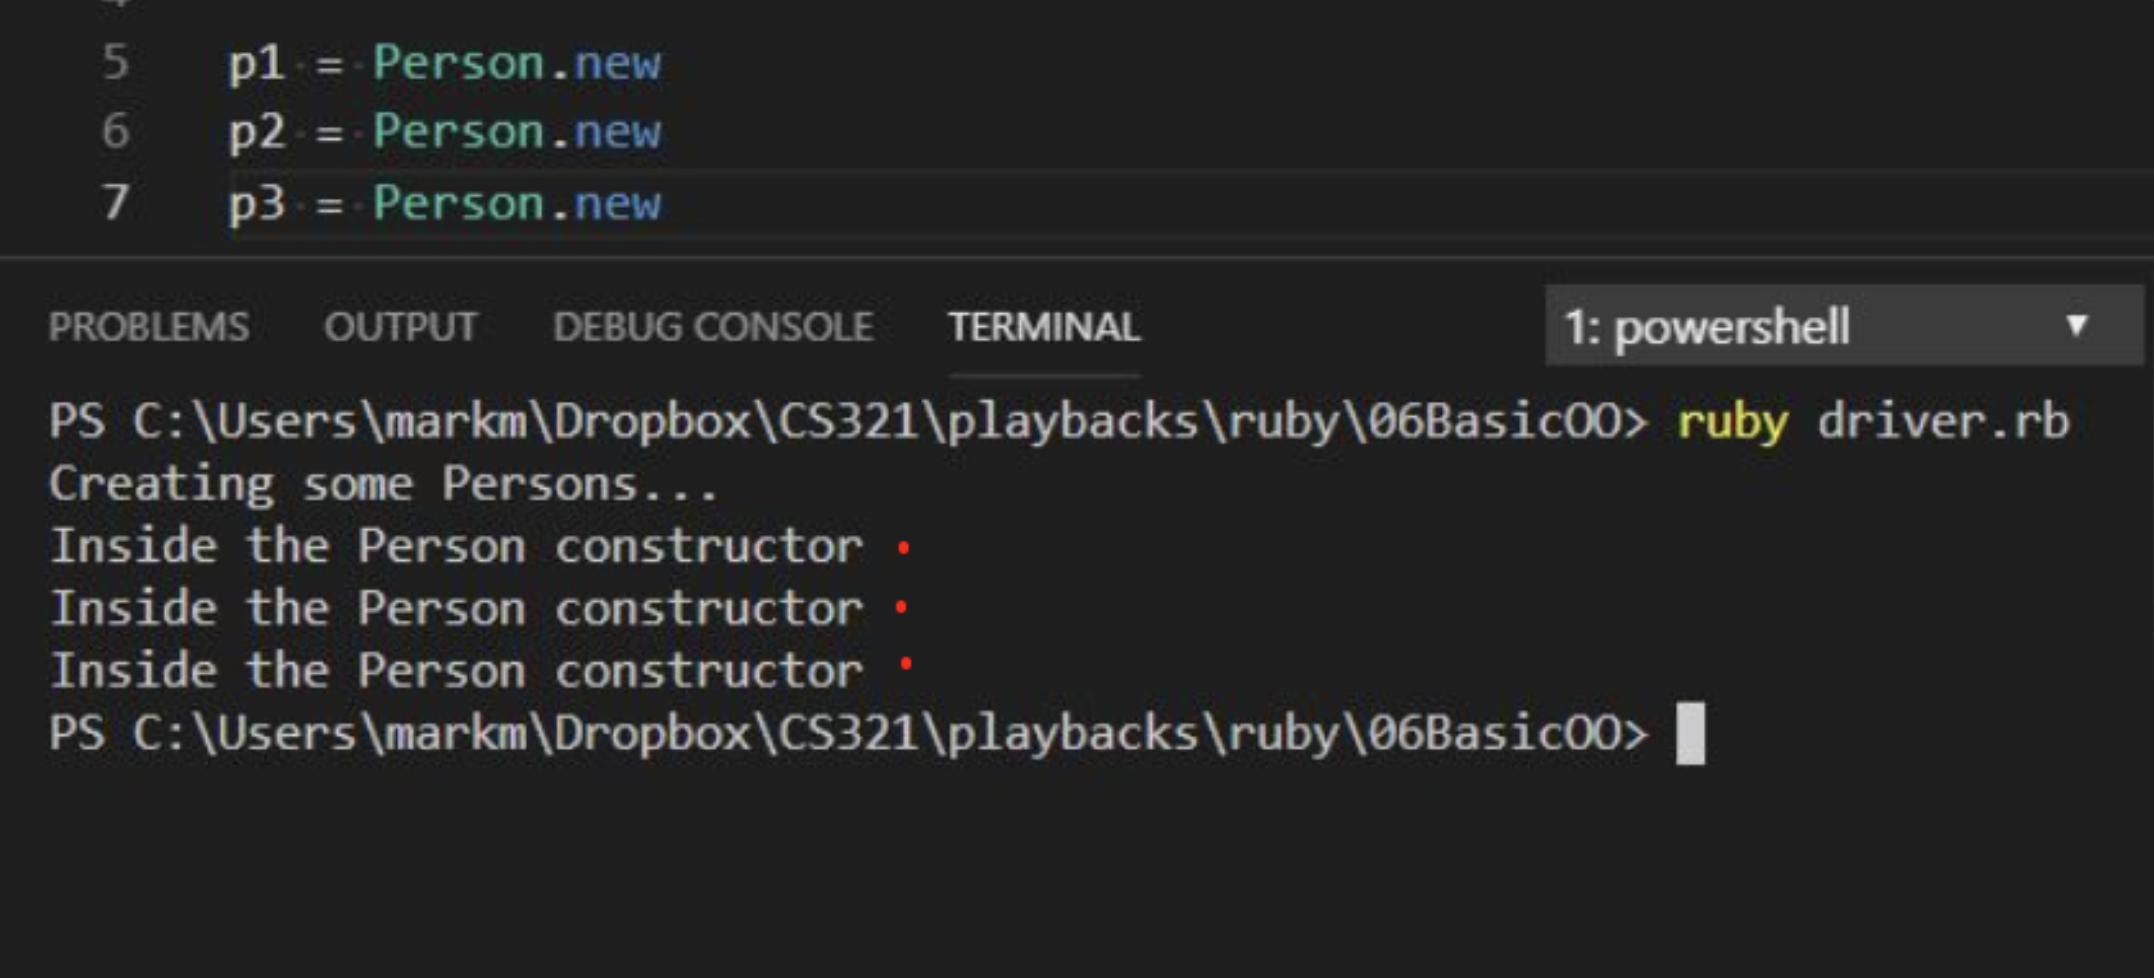 5 p1 = Person.new
6 p2 = Person.new
7 p3 = Person.new
PROBLEMS OUTPUT DEBUG CONSOLE TERMINAL 1: powershell
PS C:\Users\markm\Dropbox\CS321\playbacks\ruby\06BasicOO> ruby driver.rb
Creating some Persons...
Inside the Person constructor
Inside the Person constructor
Inside the Person constructor
PS C:\Users\markm\Dropbox\CS321\playbacks\ruby\06BasicOO>